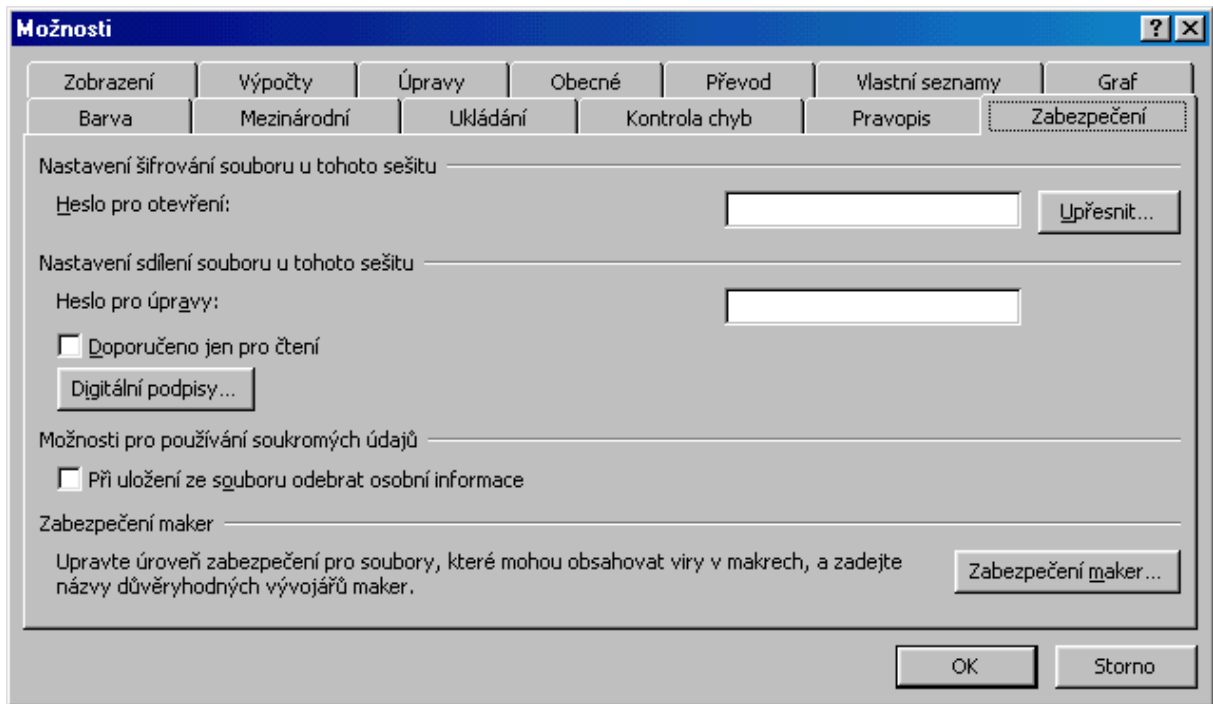 Možnosti
Zobrazení Výpočty Úpravy Obecné Převod Vlastní seznamy Graf
Barva Mezinárodní Ukládání Kontrola chyb Pravopis Zabezpečení
Nastavení šifrování souboru u tohoto sešitu
Heslo pro otevření: Upřesnit...
Nastavení sdílení souboru u tohoto sešitu
Heslo pro úpravy:
Doporučeno jen pro čtení
Digitální podpisy...
Možnosti pro používání soukromých údajů
Při uložení ze souboru odebrat osobní informace
Zabezpečení maker
Upravte úroveň zabezpečení pro soubory, které mohou obsahovat viry v makrech, a zadejte
názvy důvěryhodných vývojářů maker.
Zabezpečení maker...
OK Storno